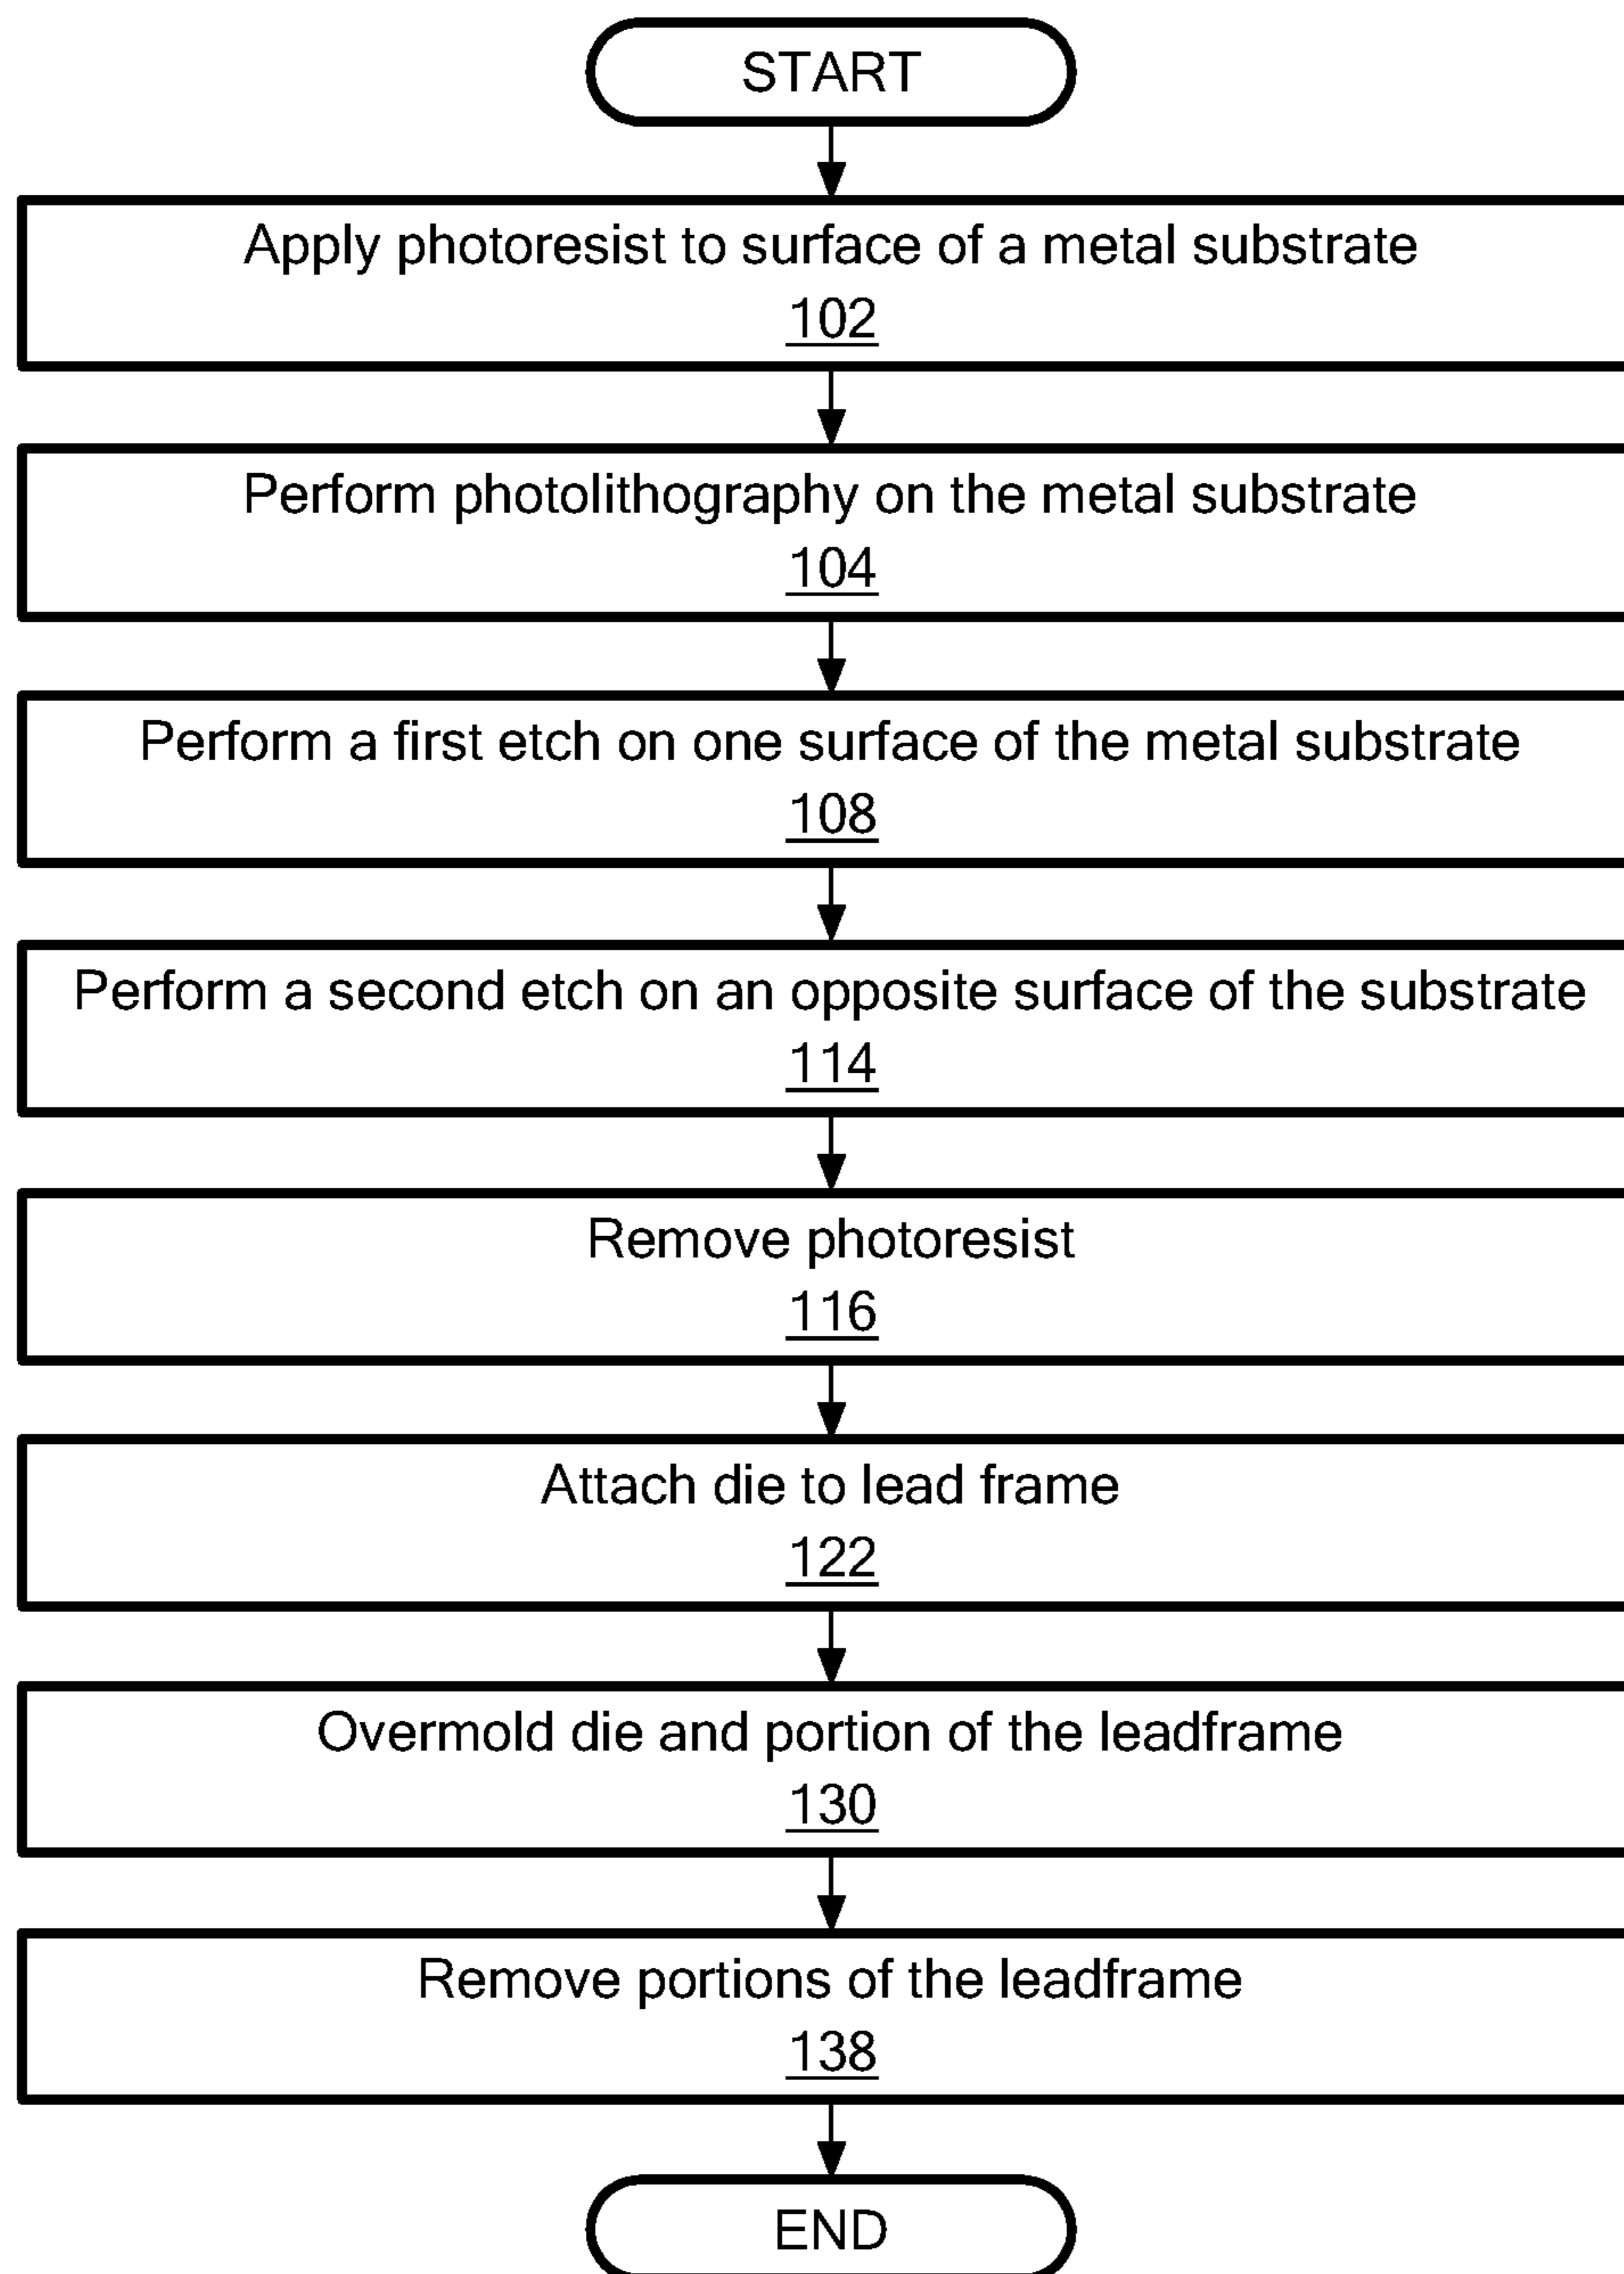 START
Apply photoresist to surface of a metal substrate
102
Perform photolithography on the metal substrate
104
Perform a first etch on one surface of the metal substrate
108
Perform a second etch on an opposite surface of the substrate
114
Remove photoresist
116
Attach die to lead frame
122
Overmold die and portion of the leadframe
130
Remove portions of the leadframe
138
END